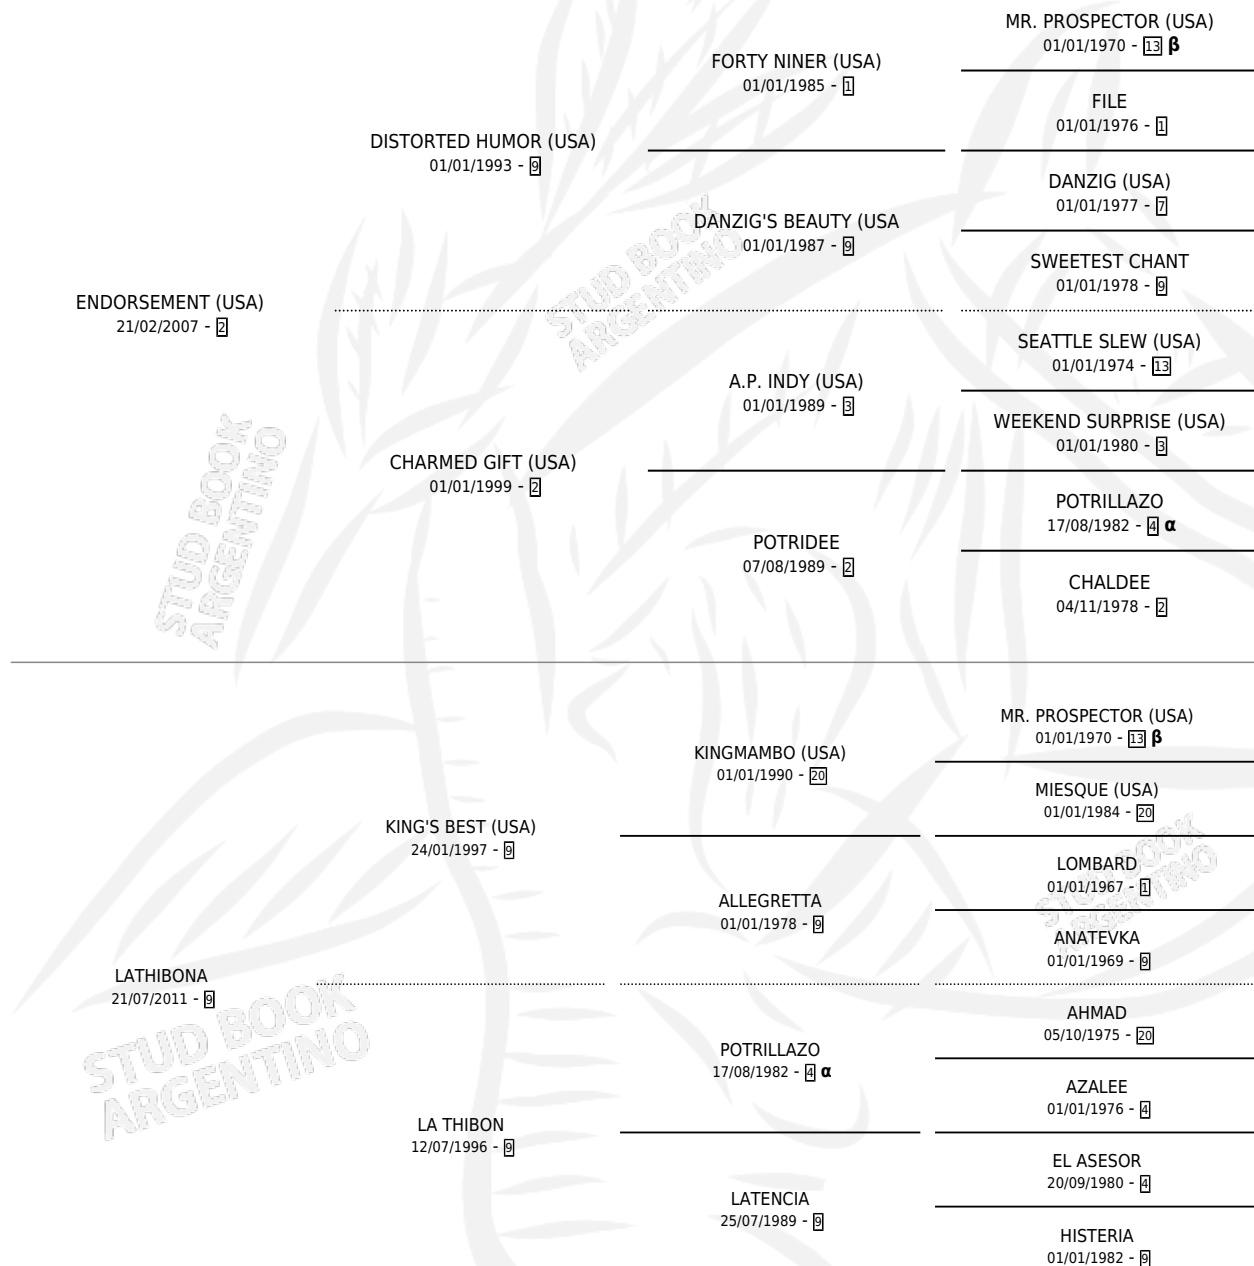 MR. PROSPECTOR (USA)
01/01/1970 - 13 β
FORTY NINER (USA)
01/01/1985 - 1
FILE
01/01/1976 - 1
DISTORTED HUMOR (USA)
01/01/1993 - 9
DANZIG (USA)
01/01/1977 - 7
DANZIG'S BEAUTY (USA
01/01/1987 - 9
SWEETEST CHANT
01/01/1978 - 9
ENDORSEMENT (USA)
21/02/2007 - 2
STUD BOOK
ARGENTINO
SEATTLE SLEW (USA)
01/01/1974 - 13
A.P. INDY (USA)
01/01/1989 - 3
WEEKEND SURPRISE (USA)
01/01/1980 - 3
CHARMED GIFT (USA)
01/01/1999 - 2
POTRILLAZO
17/08/1982 - 4 α
POTRIDEE
07/08/1989 - 2
CHALDEE
04/11/1978 - 2
STUD BOOK
ARGENTINO
MR. PROSPECTOR (USA)
01/01/1970 - 13 β
KINGMAMBO (USA)
01/01/1990 - 20
MIESQUE (USA)
01/01/1984 - 20
KING'S BEST (USA)
24/01/1997 - 9
LOMBARD
01/01/1967 - 1
STUD BOOK
ARGENTINO
ALLEGRETTA
01/01/1978 - 9
ANATEVKA
01/01/1969 - 9
LATHIBONA
21/07/2011 - 9
STUD BOOK
ARGENTINO
AHMAD
05/10/1975 - 20
POTRILLAZO
17/08/1982 - 4 α
AZALEE
01/01/1976 - 4
LA THIBON
12/07/1996 - 9
EL ASESOR
20/09/1980 - 4
LATENCIA
25/07/1989 - 9
HISTERIA
01/01/1982 - 9